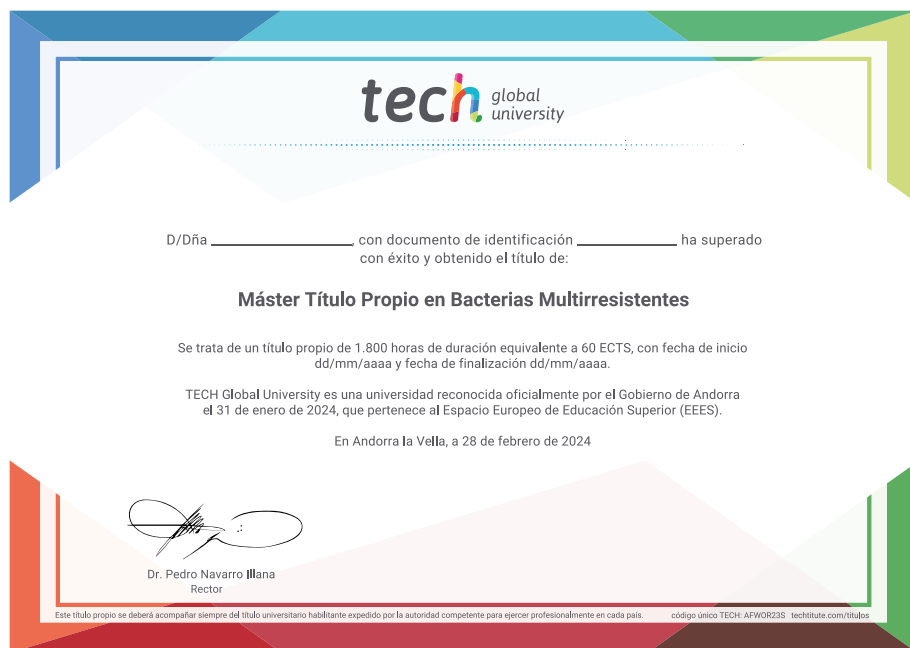 tech global university
D/Dña ____________________, con documento de identificación ______________ ha superado
con éxito y obtenido el título de:
Máster Título Propio en Bacterias Multirresistentes
Se trata de un título propio de 1.800 horas de duración equivalente a 60 ECTS, con fecha de inicio
dd/mm/aaaa y fecha de finalización dd/mm/aaaa.
TECH Global University es una universidad reconocida oficialmente por el Gobierno de Andorra
el 31 de enero de 2024, que pertenece al Espacio Europeo de Educación Superior (EEES).
En Andorra la Vella, a 28 de febrero de 2024
Dr. Pedro Navarro Illana
Rector
Este título propio se deberá acompañar siempre del título universitario habilitante expedido por la autoridad competente para ejercer profesionalmente en cada país. código único TECH: AFWOR23S techtitute.com/titulos